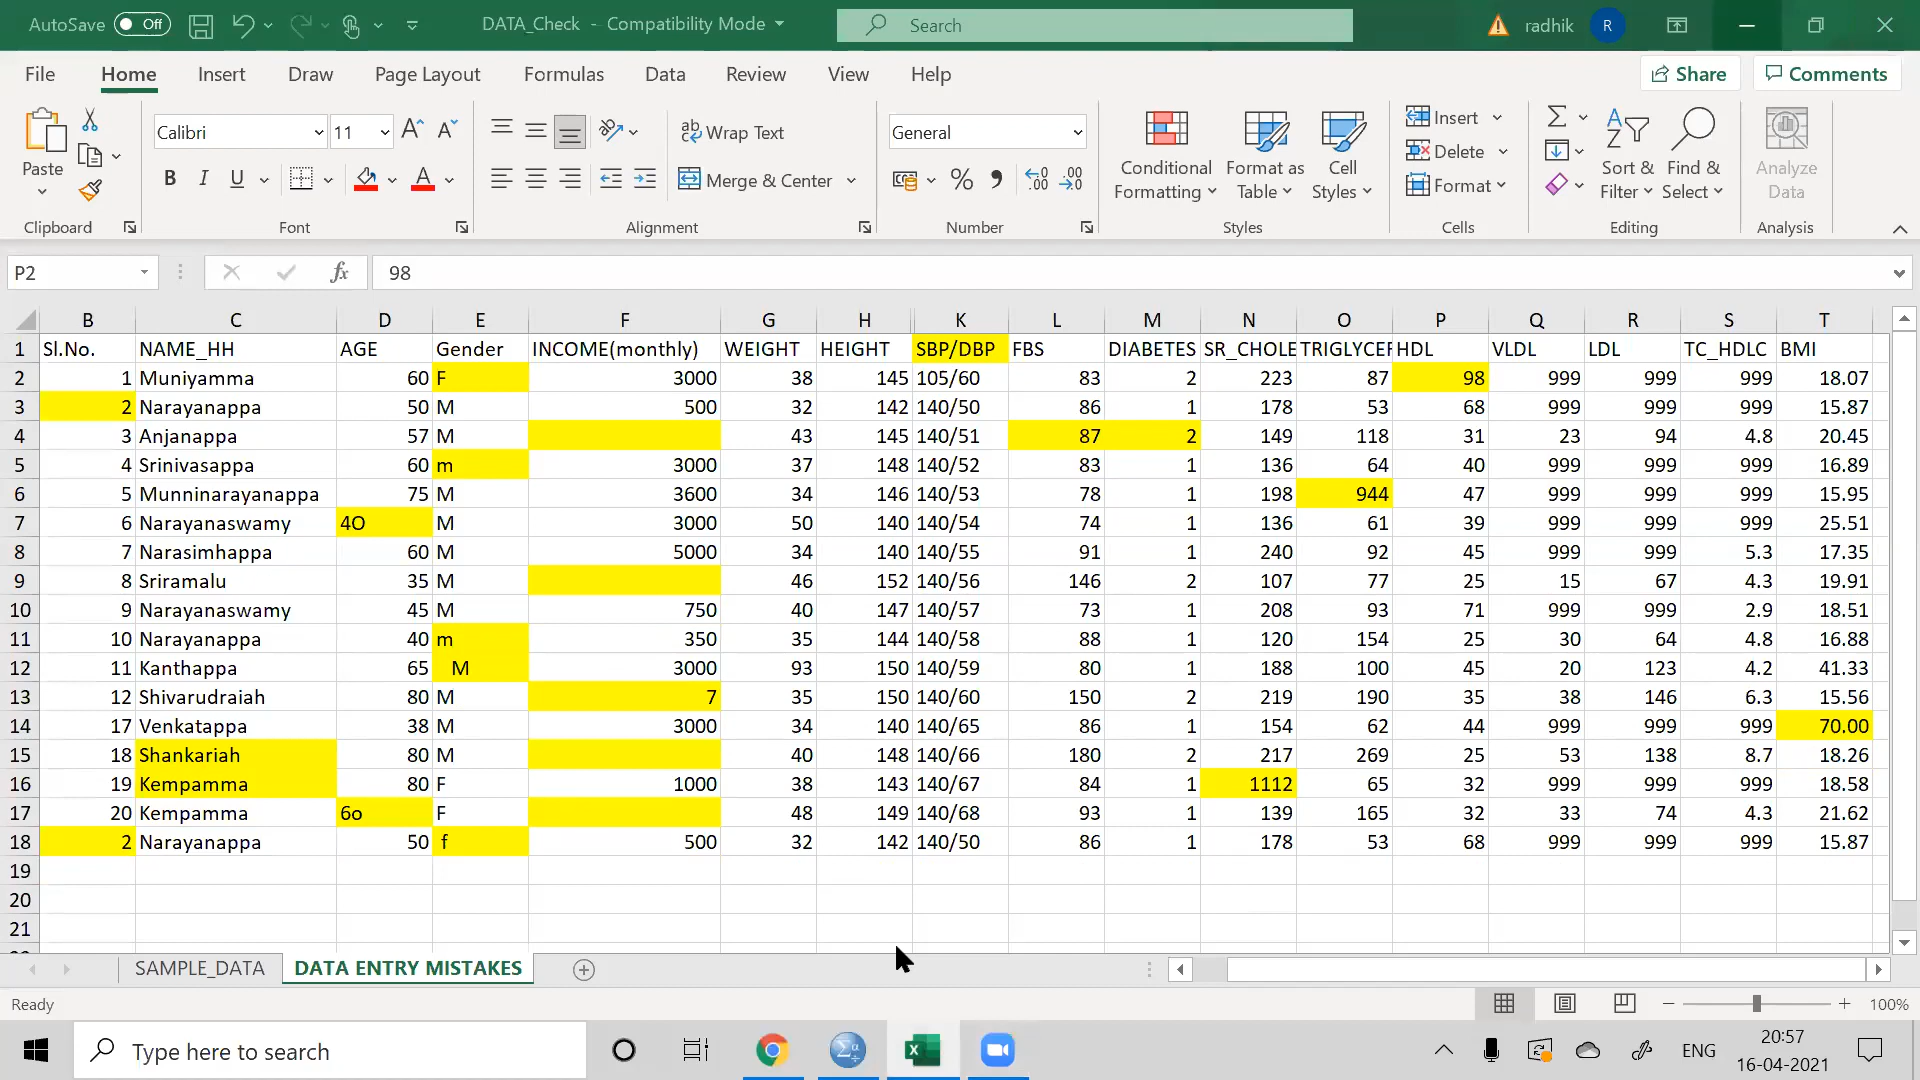 AutoSave Off DATA_Check - Compatibility Mode Search radhik R
File Home Insert Draw Page Layout Formulas Data Review View Help Share Comments
Paste Calibri 11 Wrap Text General Conditional Formatting Format as Table Cell Styles Insert Sort & Filter Find & Select Analyze Data
B I U A Merge & Center % Delete
Format
Clipboard Font Alignment Number Styles Cells Editing Analysis
P2 fx 98
B C D E F G H K L M N O P Q R S T
1 Sl.No. NAME_HH AGE Gender INCOME(monthly) WEIGHT HEIGHT SBP/DBP FBS DIABETES SR_CHOLE TRIGLYCER HDL VLDL LDL TC_HDLC BMI
2 1 Muniyamma 60 F 3000 38 145 105/60 83 2 223 87 98 999 999 999 18.07
3 2 Narayanappa 50 M 500 32 142 140/50 86 1 178 53 68 999 999 999 15.87
4 3 Anjanappa 57 M 43 145 140/51 87 2 149 118 31 23 94 4.8 20.45
5 4 Srinivasappa 60 m 3000 37 148 140/52 83 1 136 64 40 999 999 999 16.89
6 5 Munninarayanappa 75 M 3600 34 146 140/53 78 1 198 944 47 999 999 999 15.95
7 6 Narayanaswamy 4O M 3000 50 140 140/54 74 1 136 61 39 999 999 999 25.51
8 7 Narasimhappa 60 M 5000 34 140 140/55 91 1 240 92 45 999 999 5.3 17.35
9 8 Sriramalu 35 M 46 152 140/56 146 2 107 77 25 15 67 4.3 19.91
10 9 Narayanaswamy 45 M 750 40 147 140/57 73 1 208 93 71 999 999 2.9 18.51
11 10 Narayanappa 40 m 350 35 144 140/58 88 1 120 154 25 30 64 4.8 16.88
12 11 Kanthappa 65 M 3000 93 150 140/59 80 1 188 100 45 20 123 4.2 41.33
13 12 Shivarudraiah 80 M 7 35 150 140/60 150 2 219 190 35 38 146 6.3 15.56
14 17 Venkatappa 38 M 3000 34 140 140/65 86 1 154 62 44 999 999 999 70.00
15 18 Shankariah 80 M 40 148 140/66 180 2 217 269 25 53 138 8.7 18.26
16 19 Kempamma 80 F 1000 38 143 140/67 84 1 1112 65 32 999 999 999 18.58
17 20 Kempamma 6o F 48 149 140/68 93 1 139 165 32 33 74 4.3 21.62
18 2 Narayanappa 50 f 500 32 142 140/50 86 1 178 53 68 999 999 999 15.87
19
20
21
SAMPLE_DATA DATA ENTRY MISTAKES
Ready 100%
Type here to search ENG 20:57
16-04-2021